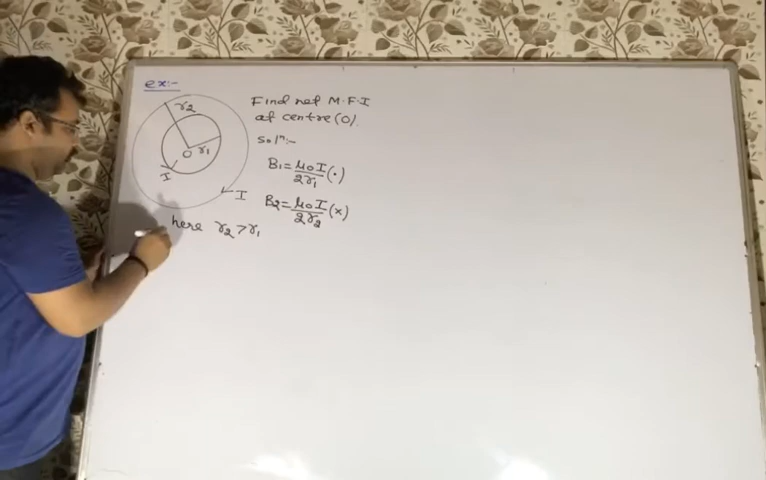 ex:-
r2
r1
O
I
I
Find net M.F.I
at centre (O).
Solⁿ:-
B₁ = μ₀I/2r₁ (·)
B₂ = μ₀I/2r₂ (×)
here r₂ > r₁